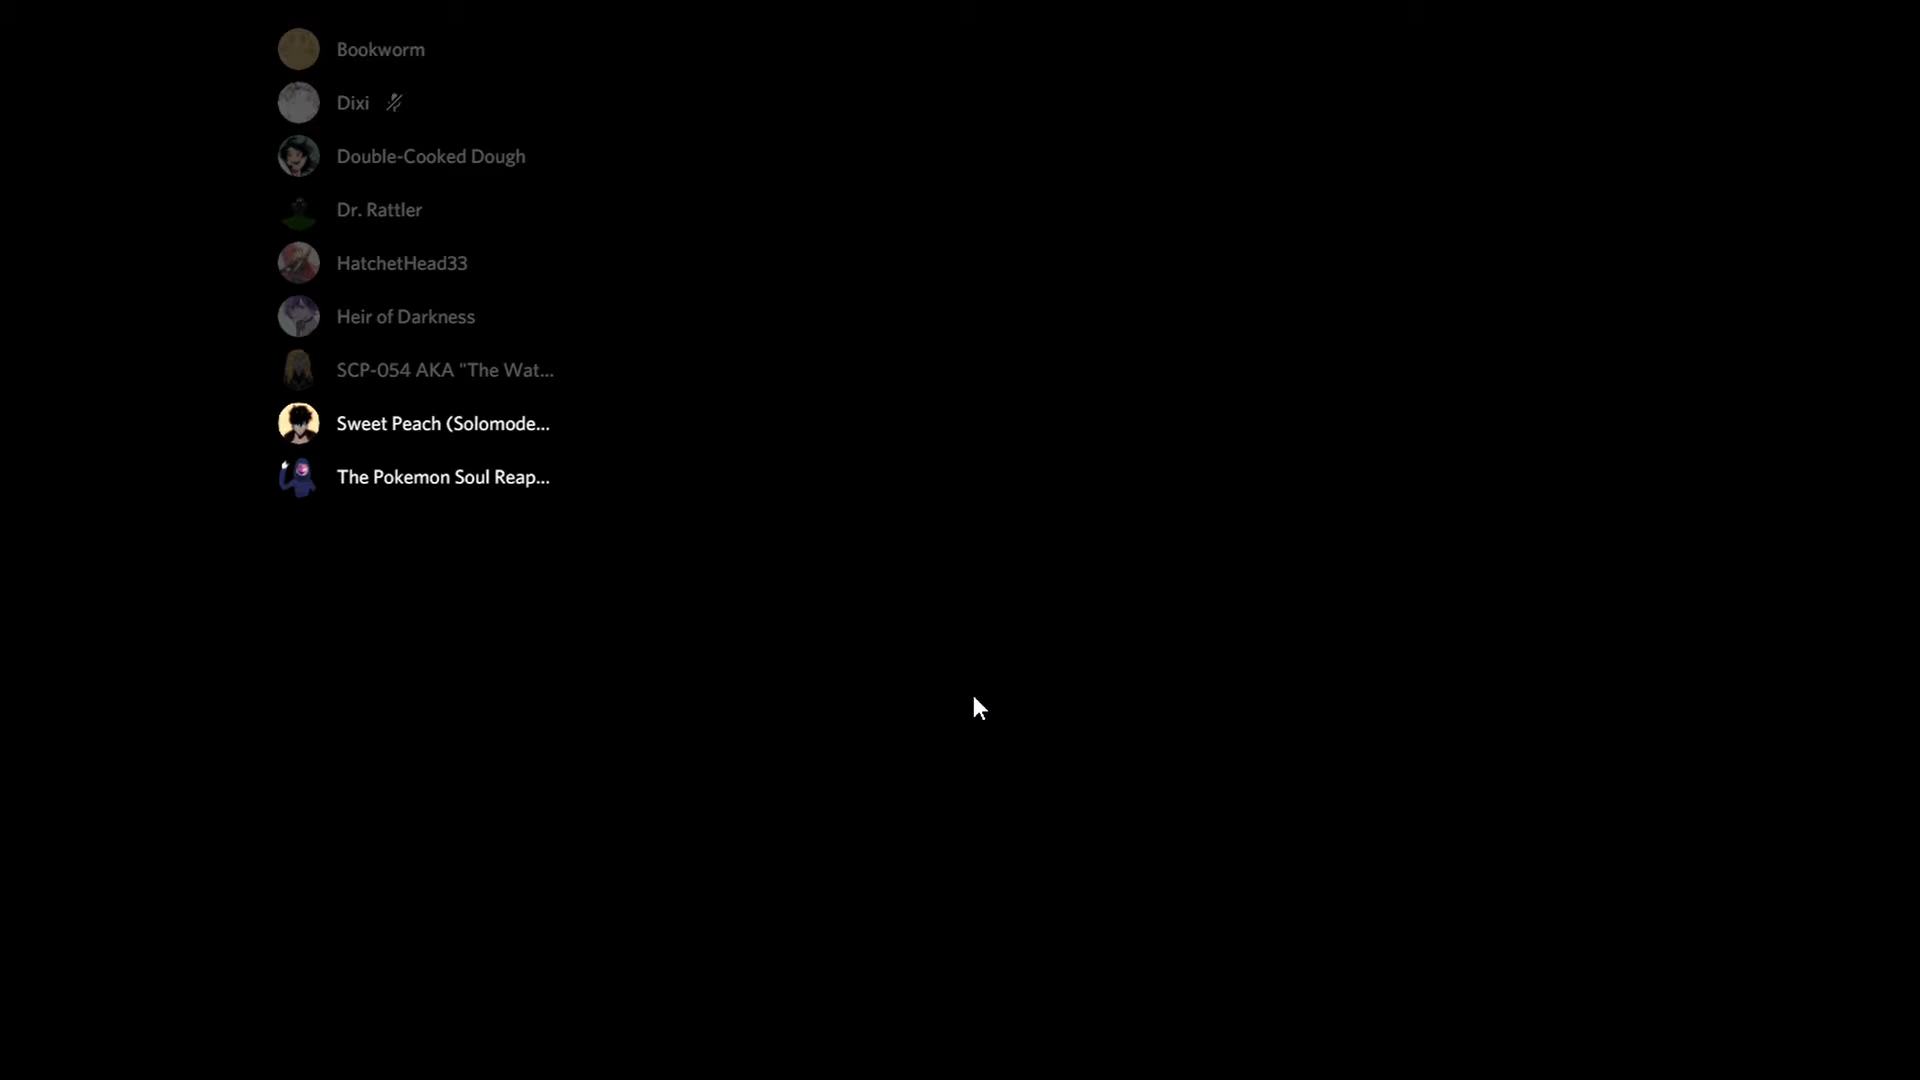 Bookworm
Dixi
Double-Cooked Dough
Dr. Rattler
HatchetHead33
Heir of Darkness
SCP-054 AKA "The Wat...
Sweet Peach (Solomode...
The Pokemon Soul Reap...